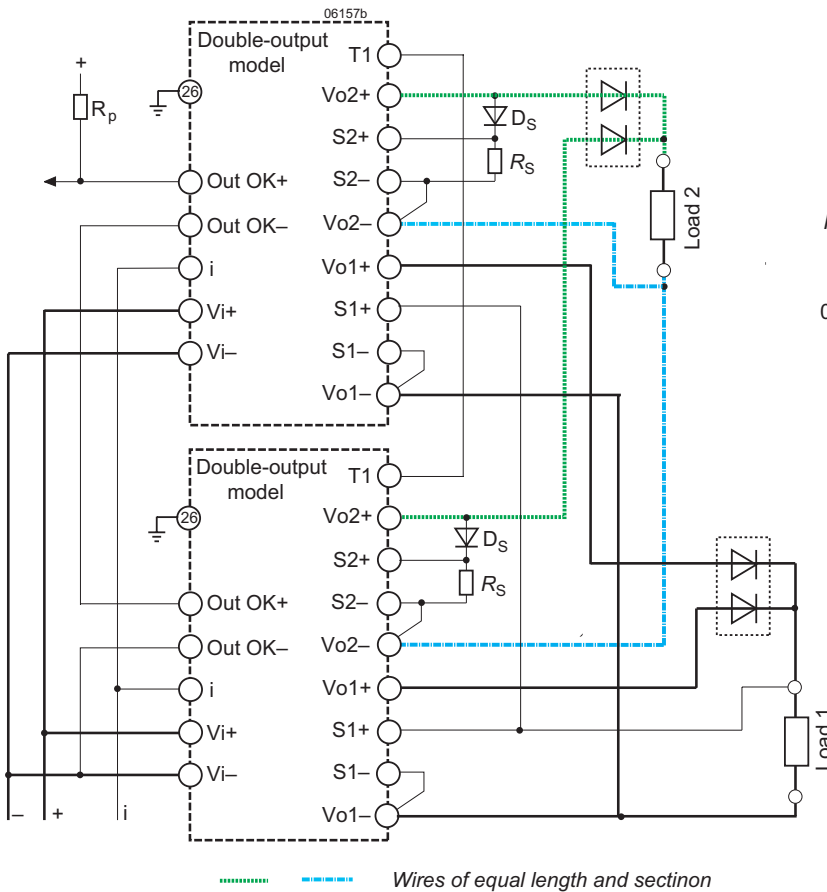 06157b
Double-output
model
T1
+
26
Vo2+
Rp
DS
S2+
RS
Out OK+
S2–
Load 2
Out OK–
Vo2–
i
Vo1+
Vi+
S1+
Vi–
S1–
Vo1–
Double-output
model
T1
26
Vo2+
DS
S2+
RS
Out OK+
S2–
Out OK–
Vo2–
i
Vo1+
Vi+
S1+
Load 1
Vi–
S1–
– + i
Vo1–
Wires of equal length and sectinon